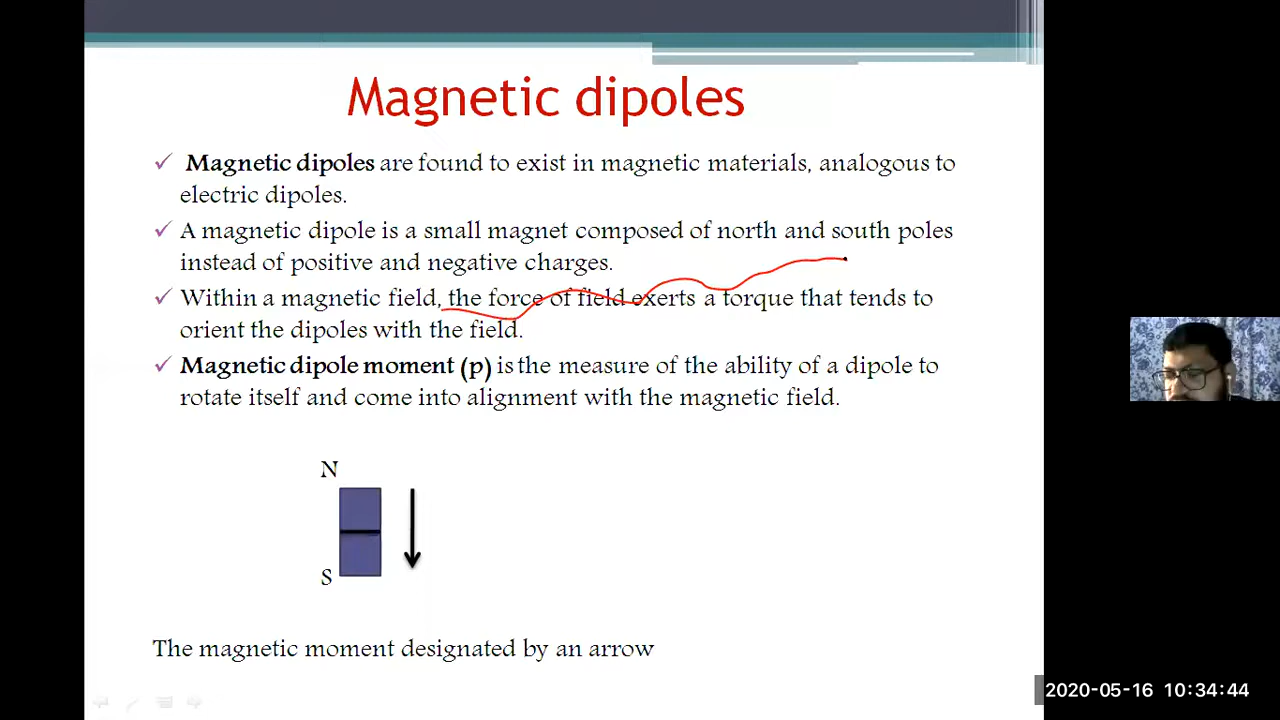 Magnetic dipoles
✓ Magnetic dipoles are found to exist in magnetic materials, analogous to
electric dipoles.
✓ A magnetic dipole is a small magnet composed of north and south poles
instead of positive and negative charges.
✓ Within a magnetic field, the force of field exerts a torque that tends to
orient the dipoles with the field.
✓ Magnetic dipole moment (p) is the measure of the ability of a dipole to
rotate itself and come into alignment with the magnetic field.
N
S
The magnetic moment designated by an arrow
2020-05-16 10:34:44